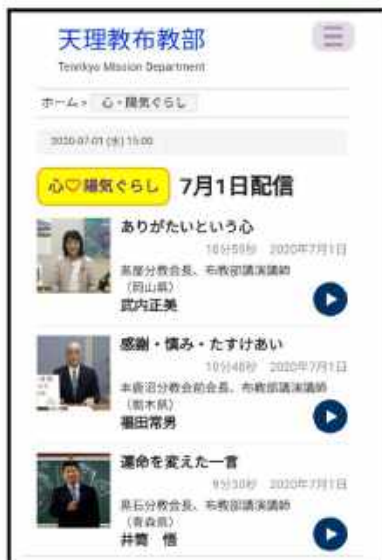 天理教布教部
Tenrikyo Mission Department
ホーム » 心・陽気ぐらし
2020-07-01 (水) 15:00
心♡陽気ぐらし 7月1日配信
ありがたいという心
10分59秒 2020年7月1日
高屋分教会長、布教部講演講師
（岡山県）
武内正美
感謝・慎み・たすけあい
10分48秒 2020年7月1日
本鹿沼分教会前会長、布教部講演講師
（栃木県）
福田常男
運命を変えた一言
9分30秒 2020年7月1日
黒石分教会長、布教部講演講師
（青森県）
井筒 悟